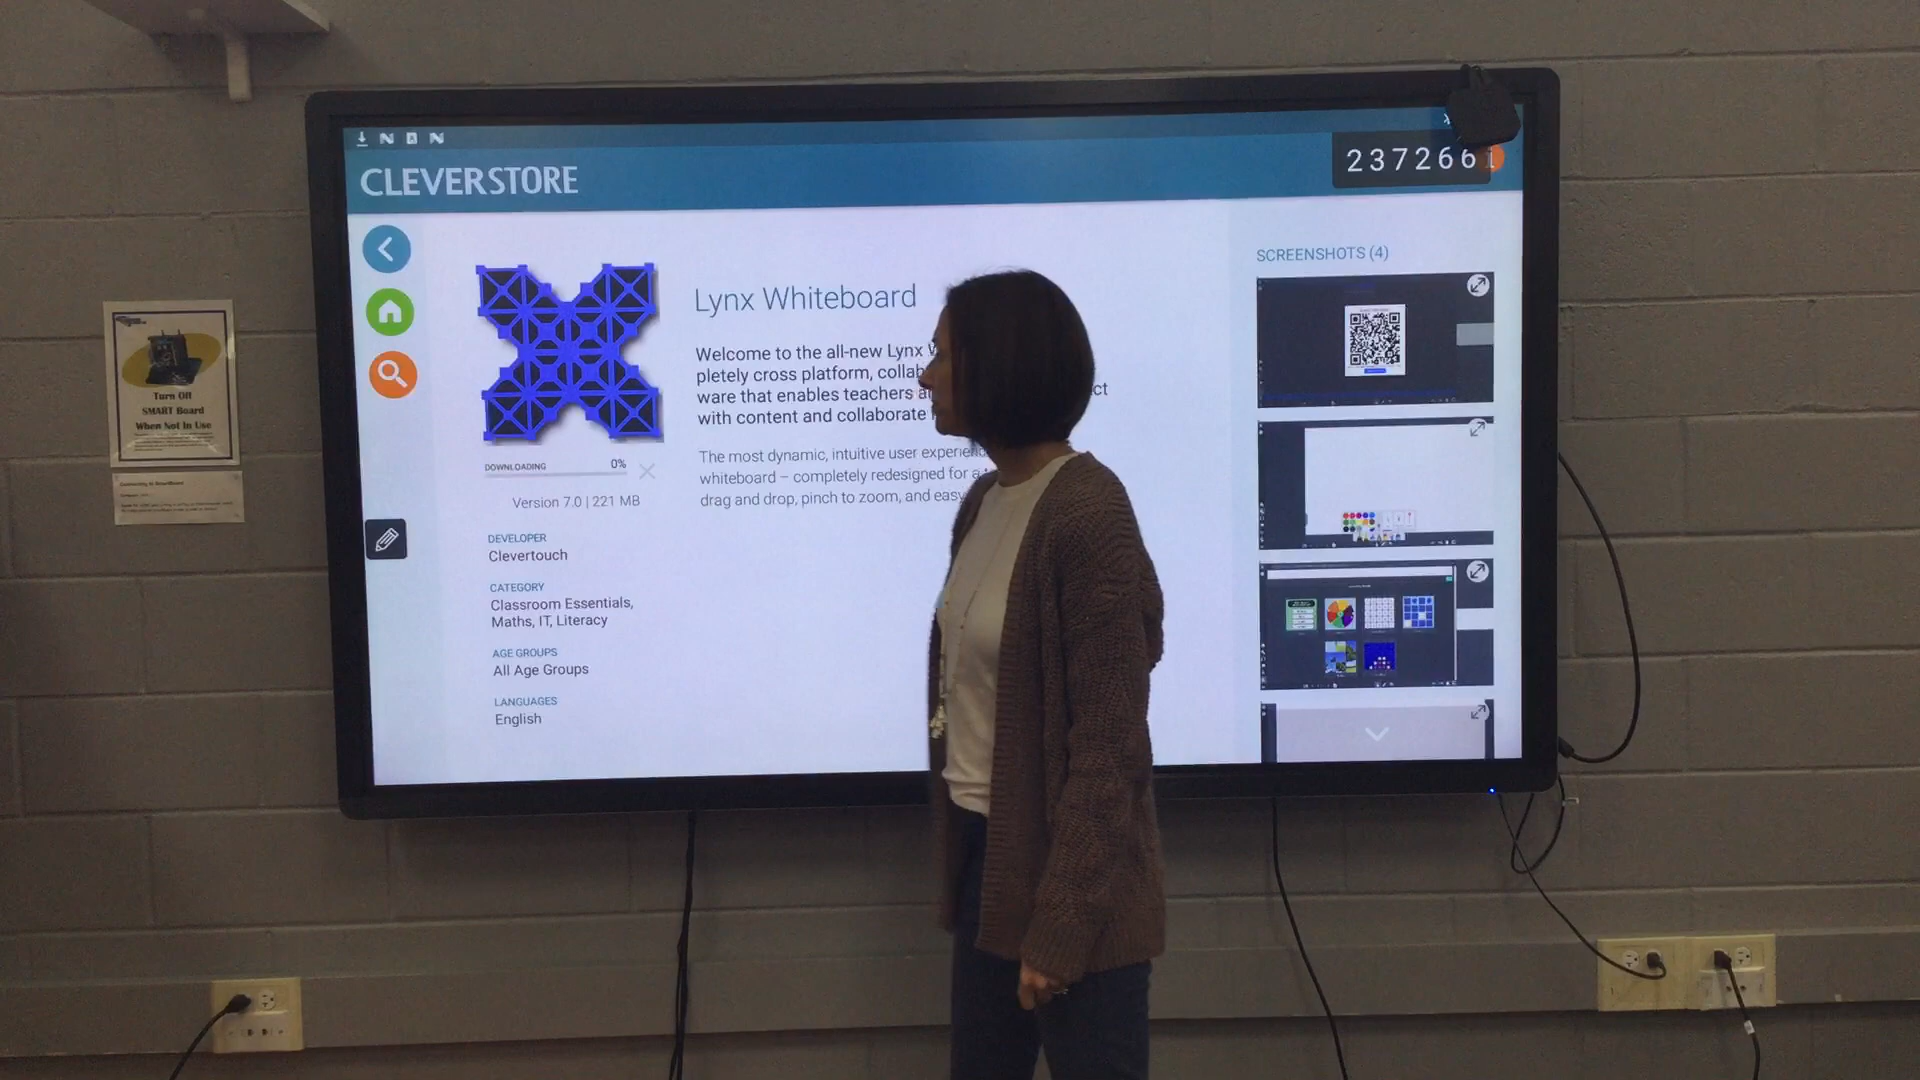 CLEVERSTORE
237266
i
Lynx Whiteboard
Welcome to the all-new Lynx
pletely cross platform, collab
ware that enables teachers
ct
with content and collaborate
The most dynamic, intuitive user experien
whiteboard – completely redesigned for a
drag and drop, pinch to zoom, and easy
DOWNLOADING 0%
Version 7.0 | 221 MB
DEVELOPER
Clevertouch
CATEGORY
Classroom Essentials,
Maths, IT, Literacy
AGE GROUPS
All Age Groups
LANGUAGES
English
SCREENSHOTS (4)
Turn Off
SMART Board
When Not In Use